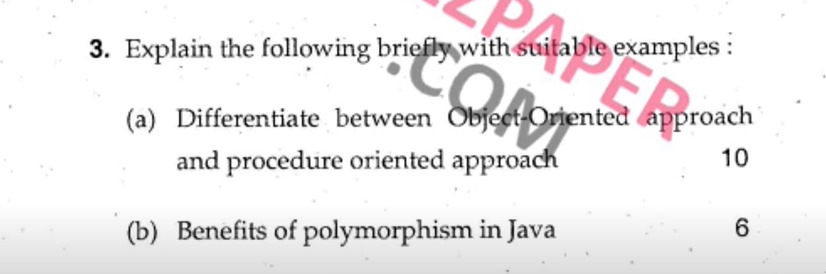 ZPAPER
.COM
3. Explain the following briefly with suitable examples :
(a) Differentiate between Object-Oriented approach
and procedure oriented approach 10
(b) Benefits of polymorphism in Java 6